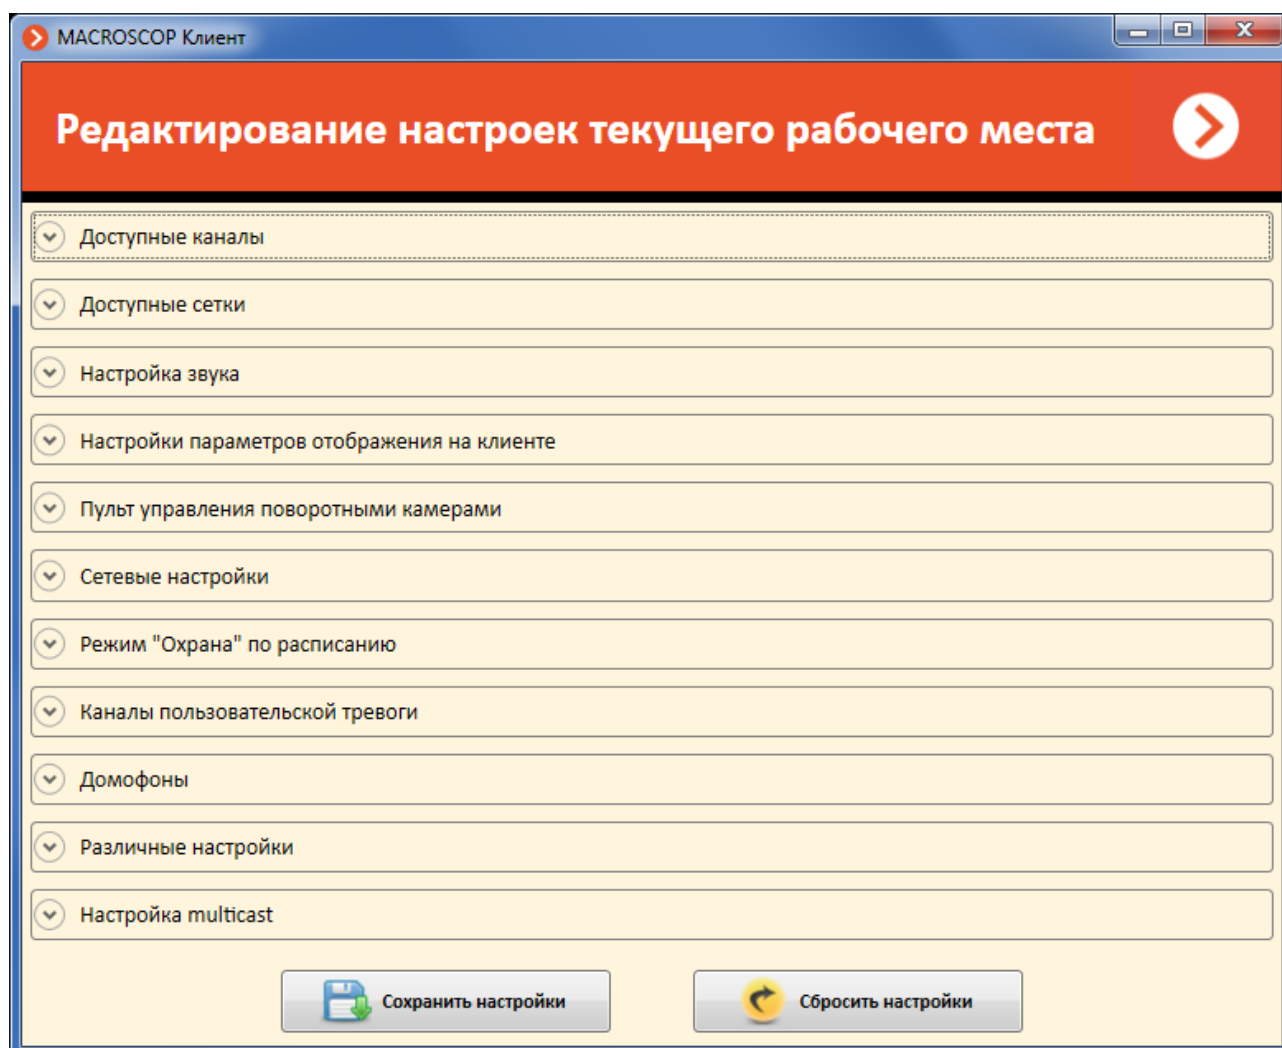 MACROSCOP Клиент
Редактирование настроек текущего рабочего места
Доступные каналы
Доступные сетки
Настройка звука
Настройки параметров отображения на клиенте
Пульт управления поворотными камерами
Сетевые настройки
Режим "Охрана" по расписанию
Каналы пользовательской тревоги
Домофоны
Различные настройки
Настройка multicast
Сохранить настройки
Сбросить настройки